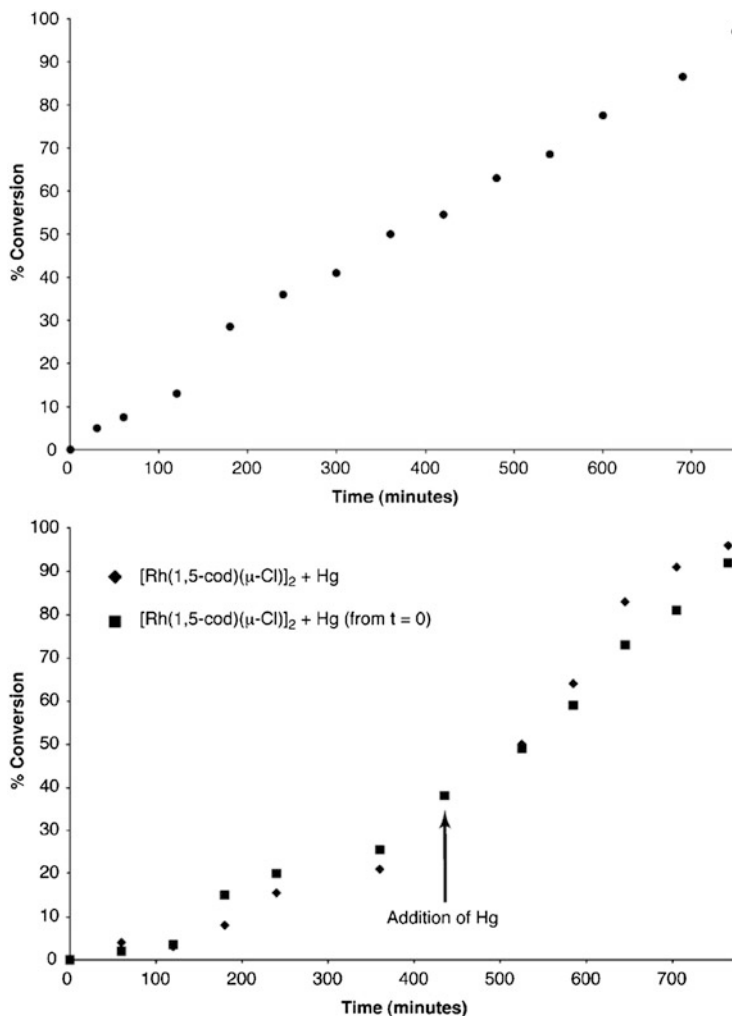 100
90
80
70
60
50
40
30
20
10
0
% Conversion
0 100 200 300 400 500 600 700
Time (minutes)
100
90
80
70
60
50
40
30
20
10
0
% Conversion
[Rh(1,5-cod)(μ-Cl)]₂ + Hg
[Rh(1,5-cod)(μ-Cl)]₂ + Hg (from t = 0)
Addition of Hg
0 100 200 300 400 500 600 700
Time (minutes)